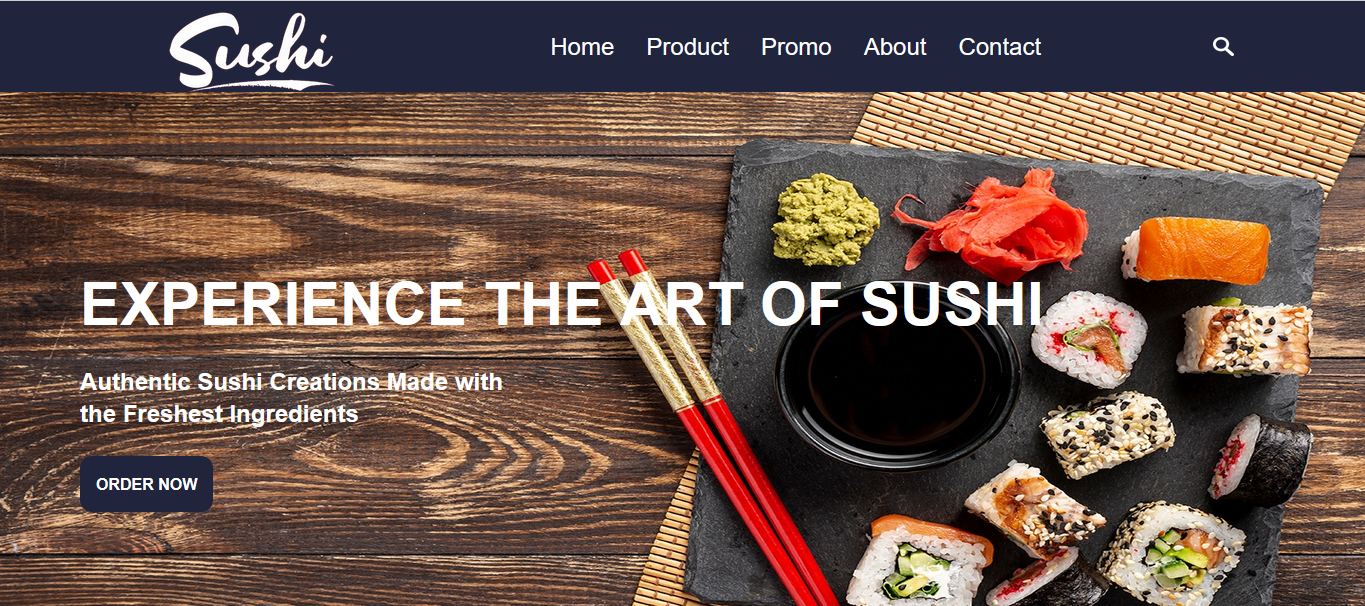 Sushi
Home Product Promo About Contact
EXPERIENCE THE ART OF SUSHI
Authentic Sushi Creations Made with
the Freshest Ingredients
ORDER NOW